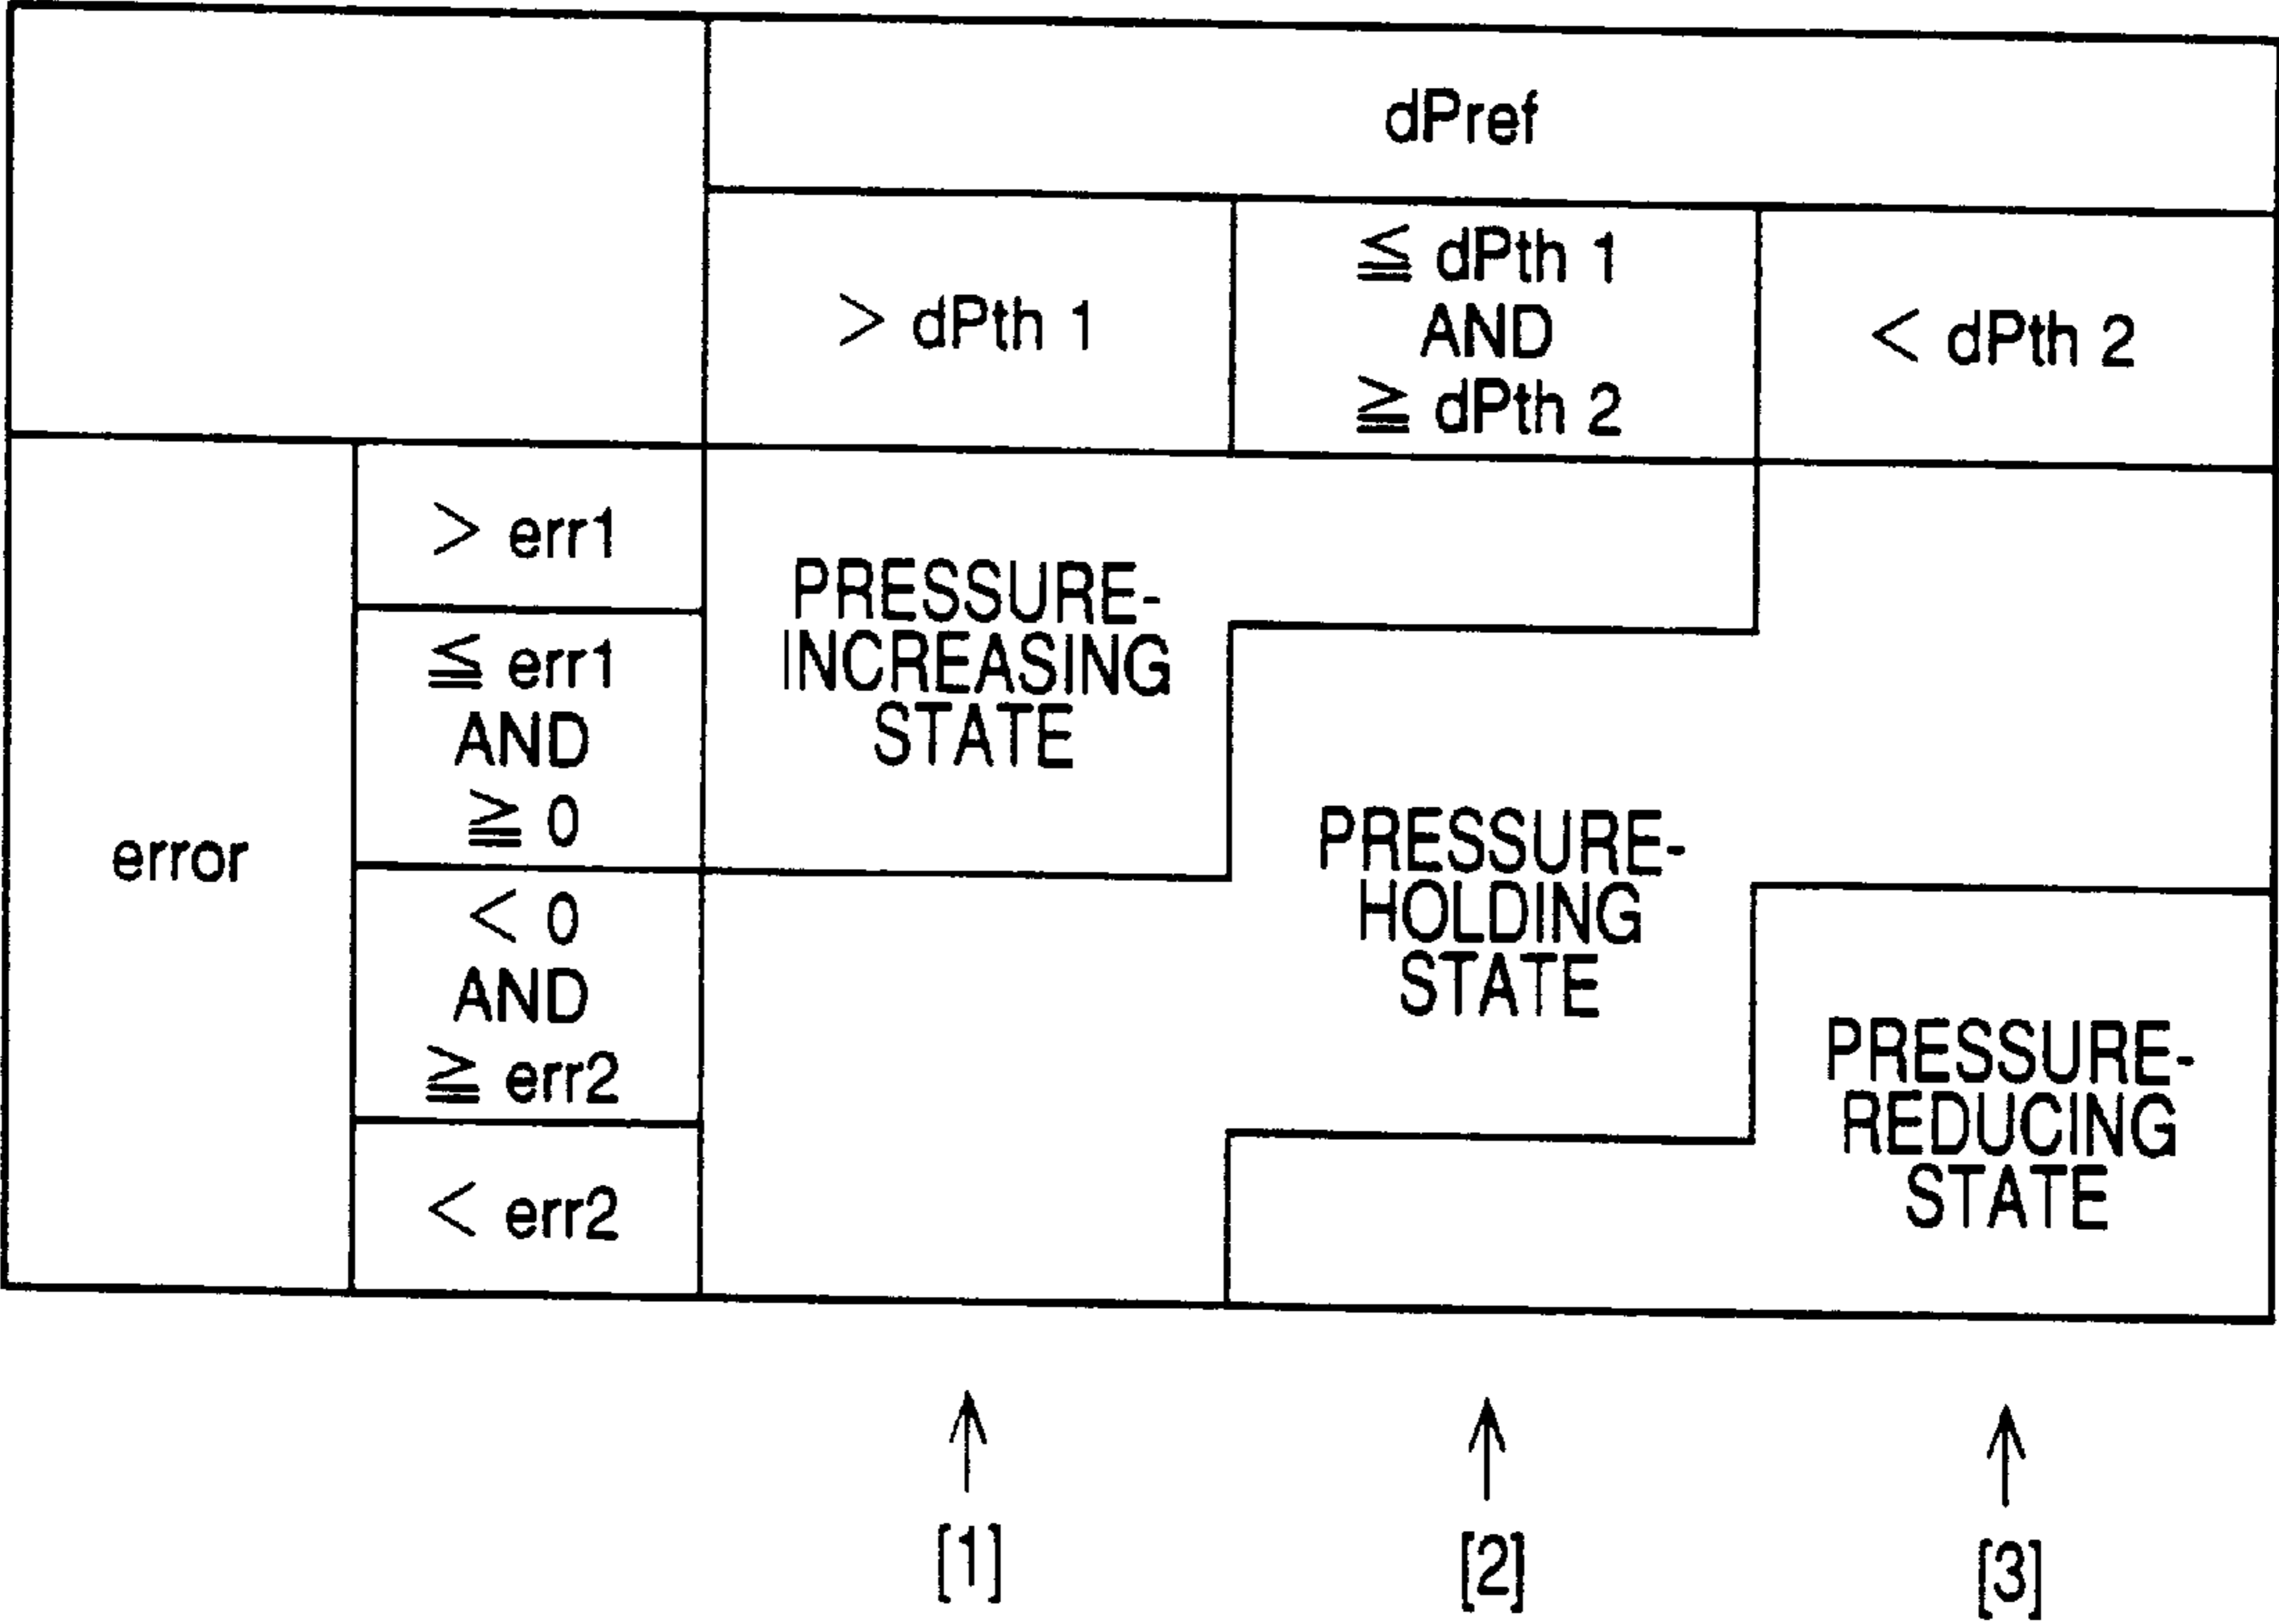 dPref
> dPth 1
≦ dPth 1
AND
≧ dPth 2
< dPth 2
error
> err1
≦ err1
AND
≧ 0
< 0
AND
≧ err2
< err2
PRESSURE-
INCREASING
STATE
PRESSURE-
HOLDING
STATE
PRESSURE-
REDUCING
STATE
[1]
[2]
[3]